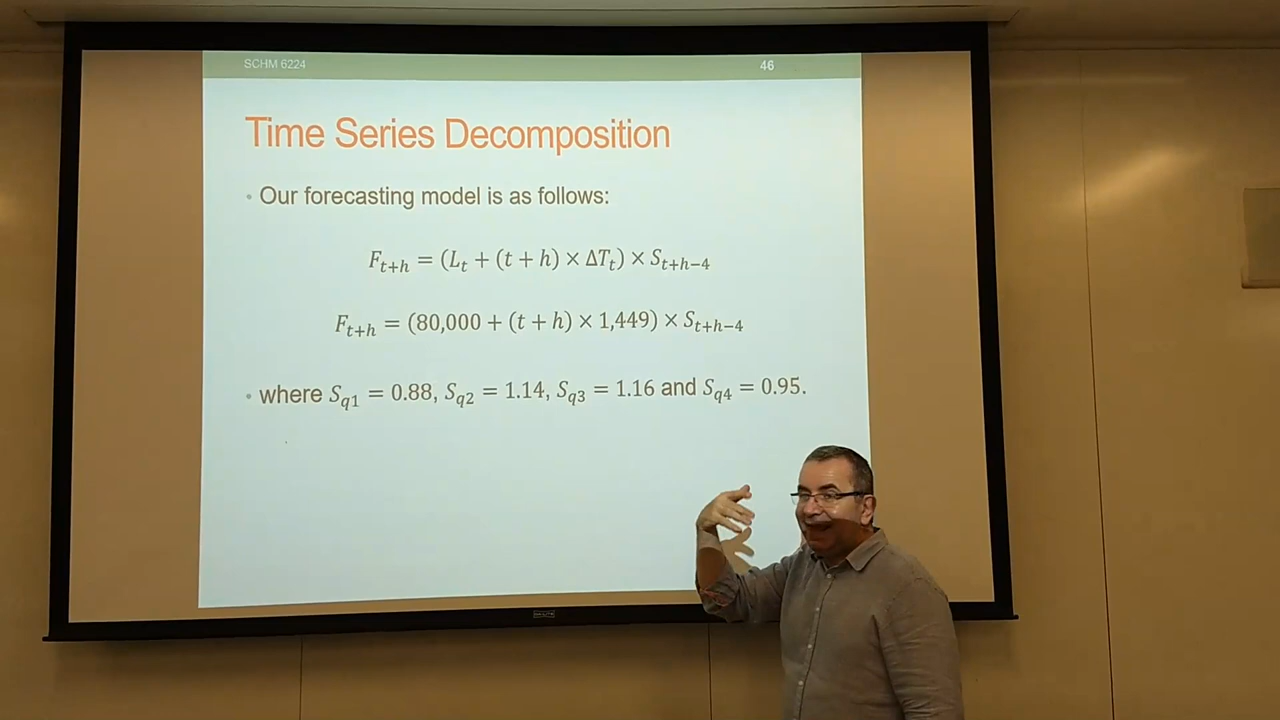 SCHM 6224 46
Time Series Decomposition
• Our forecasting model is as follows:
F_{t+h} = (L_t + (t + h) × ΔT_t) × S_{t+h−4}
F_{t+h} = (80,000 + (t + h) × 1,449) × S_{t+h−4}
• where S_{q1} = 0.88, S_{q2} = 1.14, S_{q3} = 1.16 and S_{q4} = 0.95.